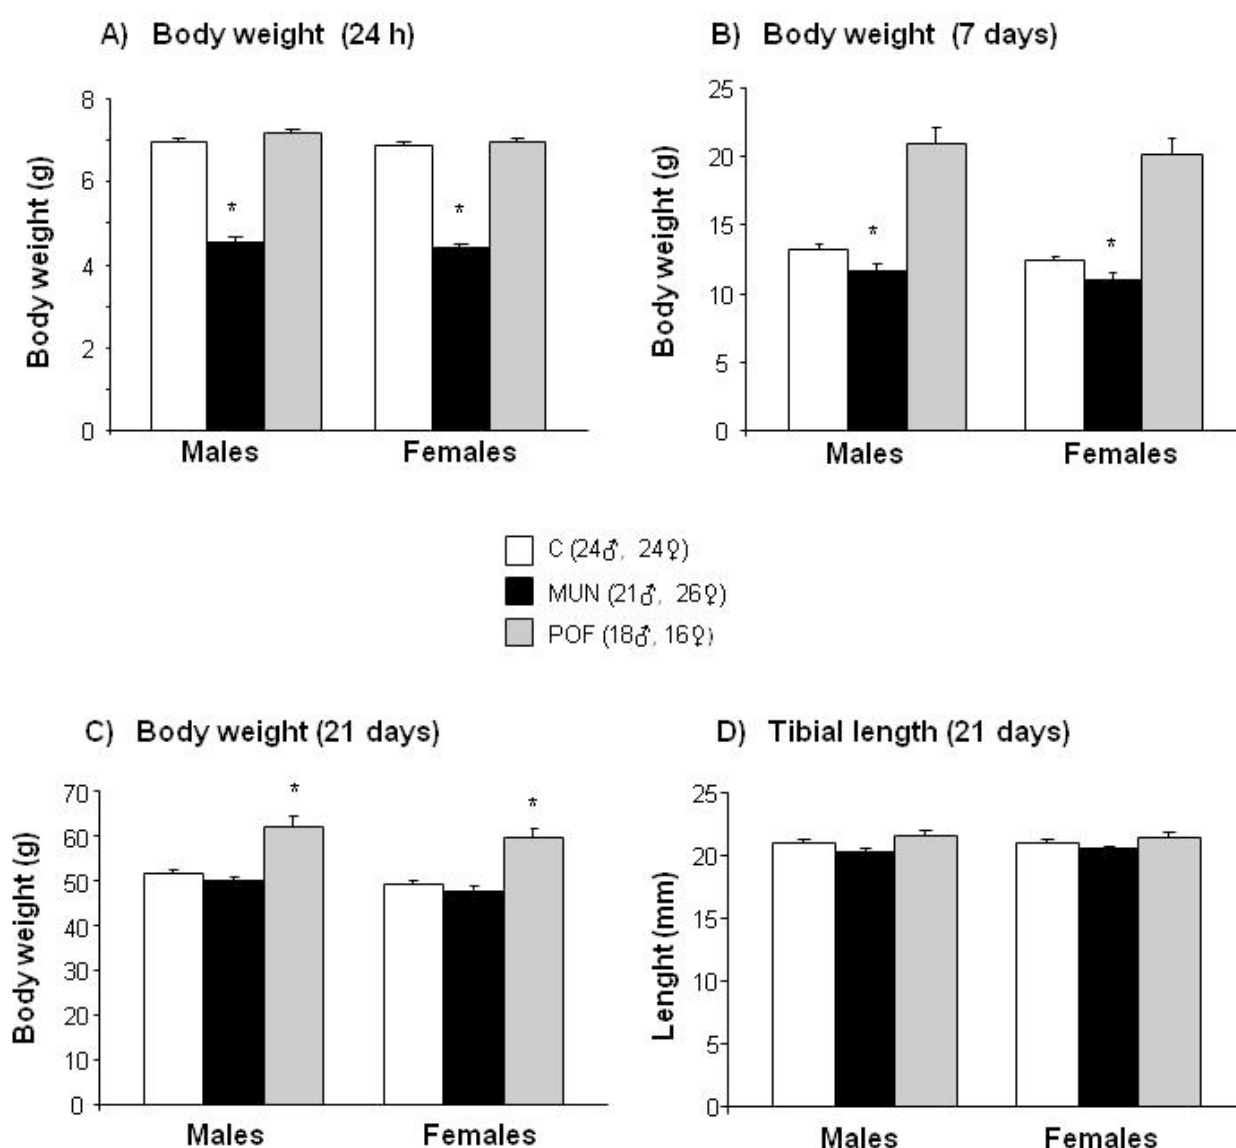 A) Body weight (24 h)
Body weight (g)
8
6
4
2
0
*
*
Males Females
B) Body weight (7 days)
Body weight (g)
25
20
15
10
5
0
*
*
Males Females
C (24♂, 24♀)
MUN (21♂, 26♀)
POF (18♂, 16♀)
C) Body weight (21 days)
Body weight (g)
70
60
50
40
30
20
10
0
*
*
Males Females
D) Tibial length (21 days)
Lenght (mm)
25
20
15
10
5
0
Males Females